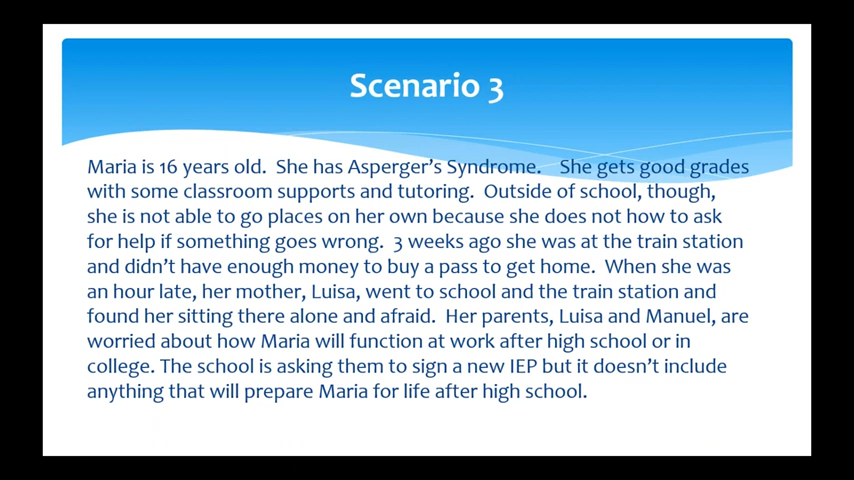 Scenario 3
Maria is 16 years old. She has Asperger's Syndrome. She gets good grades
with some classroom supports and tutoring. Outside of school, though,
she is not able to go places on her own because she does not how to ask
for help if something goes wrong. 3 weeks ago she was at the train station
and didn't have enough money to buy a pass to get home. When she was
an hour late, her mother, Luisa, went to school and the train station and
found her sitting there alone and afraid. Her parents, Luisa and Manuel, are
worried about how Maria will function at work after high school or in
college. The school is asking them to sign a new IEP but it doesn't include
anything that will prepare Maria for life after high school.